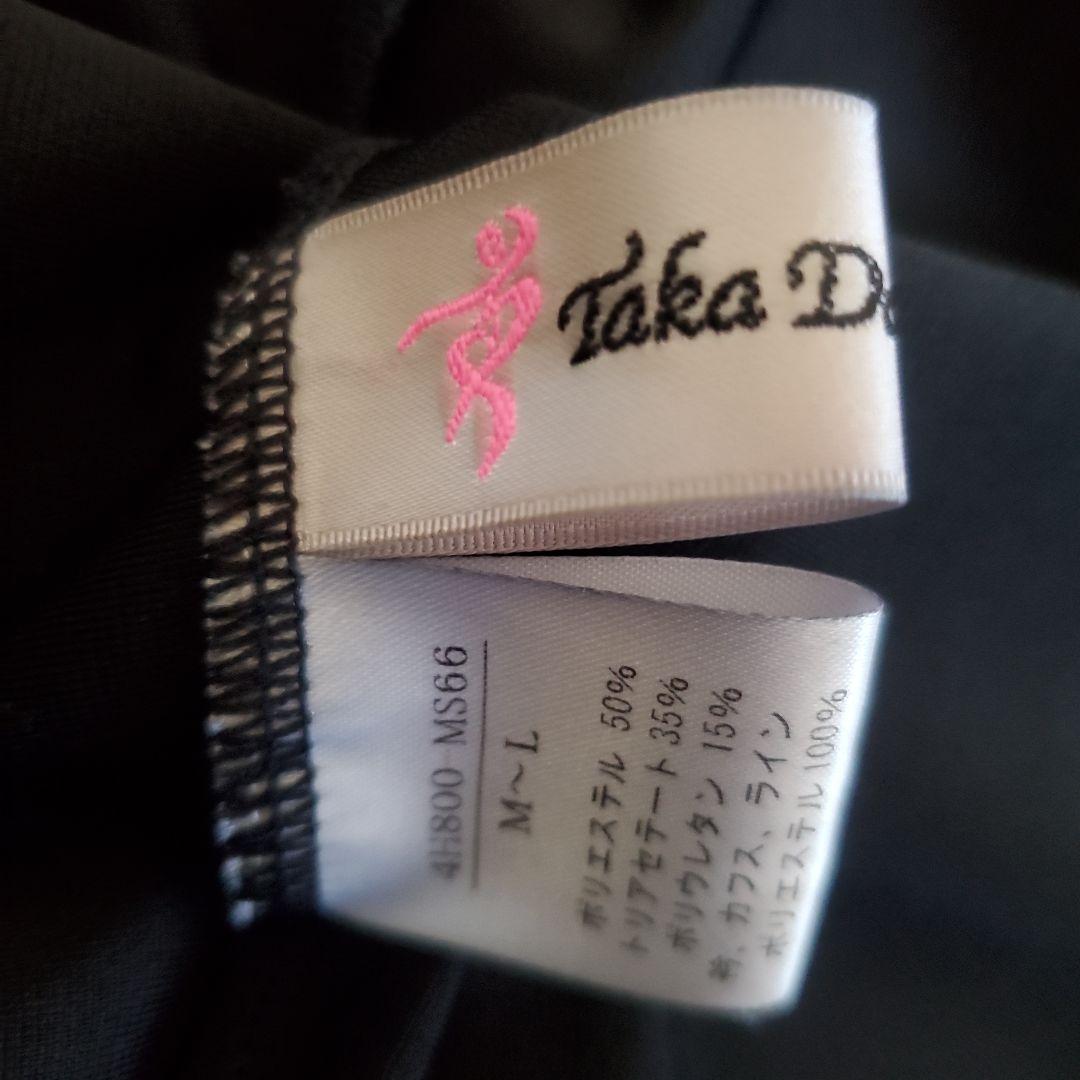 Taka D
4H800 MS66
M～L
ポリエステル 50%
トリアセテート 35%
ポリウレタン 15%
衿、カフス、ライン
ポリエステル 100%